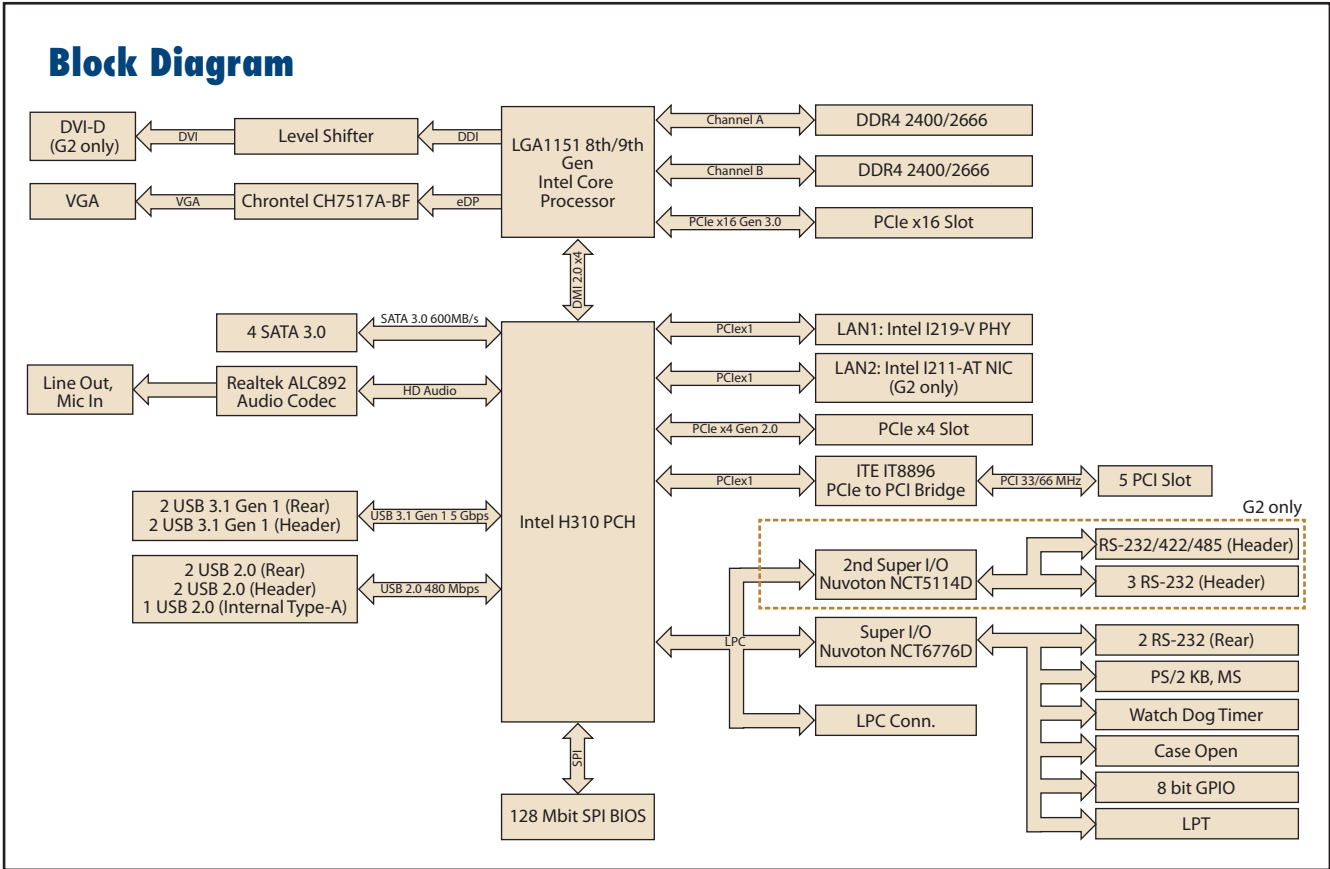 Block Diagram
DVI-D
(G2 only)
DVI
Level Shifter
DDI
VGA
VGA
Chrontel CH7517A-BF
eDP
LGA1151 8th/9th
Gen
Intel Core
Processor
Channel A
DDR4 2400/2666
Channel B
DDR4 2400/2666
PCIe x16 Gen 3.0
PCIe x16 Slot
DMI 2.0 x4
4 SATA 3.0
SATA 3.0 600MB/s
Line Out,
Mic In
Realtek ALC892
Audio Codec
HD Audio
2 USB 3.1 Gen 1 (Rear)
2 USB 3.1 Gen 1 (Header)
USB 3.1 Gen 1 5 Gbps
2 USB 2.0 (Rear)
2 USB 2.0 (Header)
1 USB 2.0 (Internal Type-A)
USB 2.0 480 Mbps
Intel H310 PCH
PCIex1
LAN1: Intel I219-V PHY
PCIex1
LAN2: Intel I211-AT NIC
(G2 only)
PCIe x4 Gen 2.0
PCIe x4 Slot
PCIex1
ITE IT8896
PCIe to PCI Bridge
PCI 33/66 MHz
5 PCI Slot
G2 only
2nd Super I/O
Nuvoton NCT5114D
RS-232/422/485 (Header)
3 RS-232 (Header)
LPC
Super I/O
Nuvoton NCT6776D
2 RS-232 (Rear)
PS/2 KB, MS
Watch Dog Timer
Case Open
8 bit GPIO
LPT
LPC Conn.
SPI
128 Mbit SPI BIOS